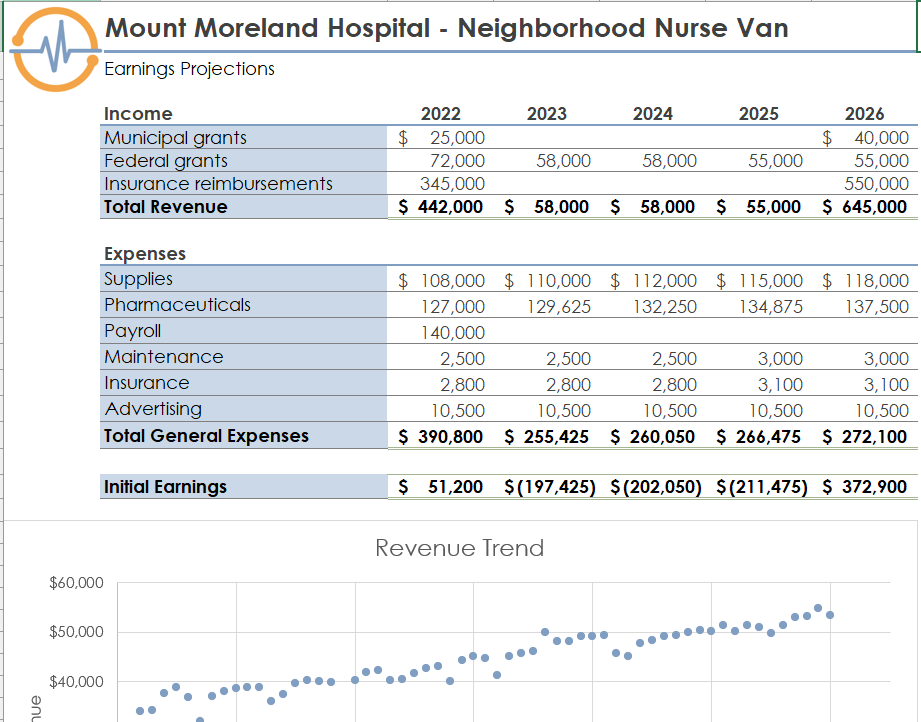 Mount Moreland Hospital - Neighborhood Nurse Van
Earnings Projections
Income 2022 2023 2024 2025 2026
Municipal grants $ 25,000 $ 40,000
Federal grants 72,000 58,000 58,000 55,000 55,000
Insurance reimbursements 345,000 550,000
Total Revenue $ 442,000 $ 58,000 $ 58,000 $ 55,000 $ 645,000
Expenses
Supplies $ 108,000 $ 110,000 $ 112,000 $ 115,000 $ 118,000
Pharmaceuticals 127,000 129,625 132,250 134,875 137,500
Payroll 140,000
Maintenance 2,500 2,500 2,500 3,000 3,000
Insurance 2,800 2,800 2,800 3,100 3,100
Advertising 10,500 10,500 10,500 10,500 10,500
Total General Expenses $ 390,800 $ 255,425 $ 260,050 $ 266,475 $ 272,100
Initial Earnings $ 51,200 $(197,425) $(202,050) $(211,475) $ 372,900
Revenue Trend
$60,000
$50,000
$40,000